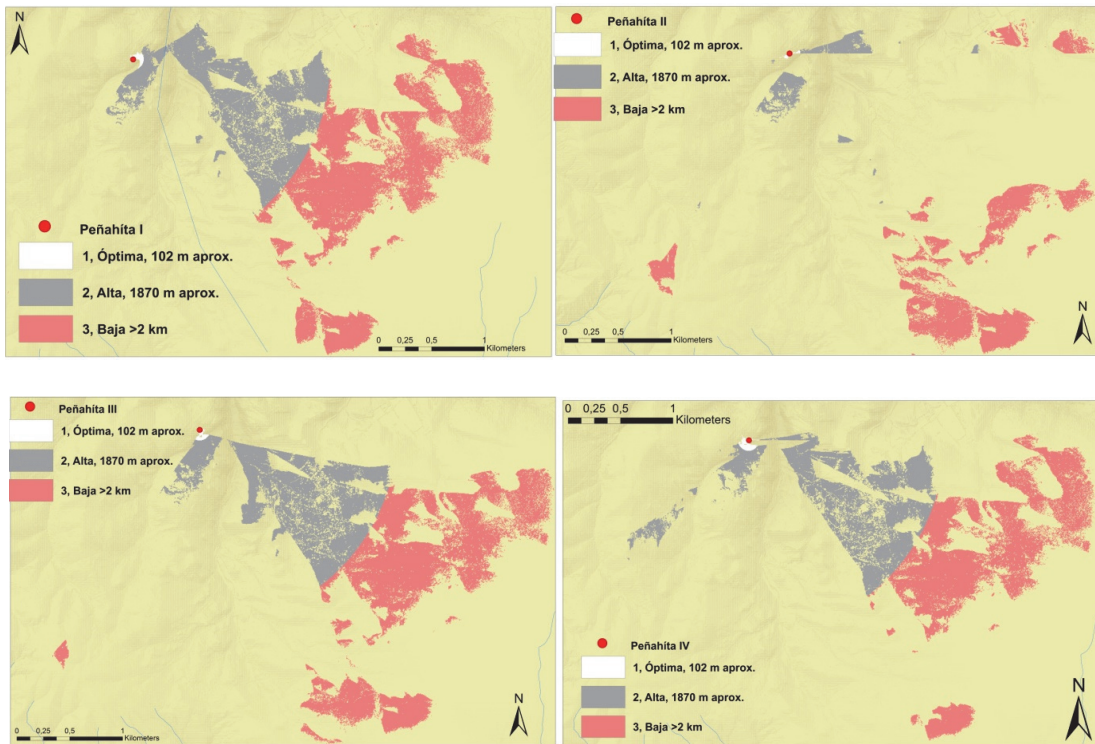 N
Peñahíta I
1, Óptima, 102 m aprox.
2, Alta, 1870 m aprox.
3, Baja >2 km
0 0,25 0,5 1
Kilometers
Peñahíta II
1, Óptima, 102 m aprox.
2, Alta, 1870 m aprox.
3, Baja >2 km
N
0 0,25 0,5 1
Kilometers
Peñahíta III
1, Óptima, 102 m aprox.
2, Alta, 1870 m aprox.
3, Baja >2 km
N
0 0,25 0,5 1
Kilometers
0 0,25 0,5 1
Kilometers
Peñahíta IV
1, Óptima, 102 m aprox.
2, Alta, 1870 m aprox.
3, Baja >2 km
N